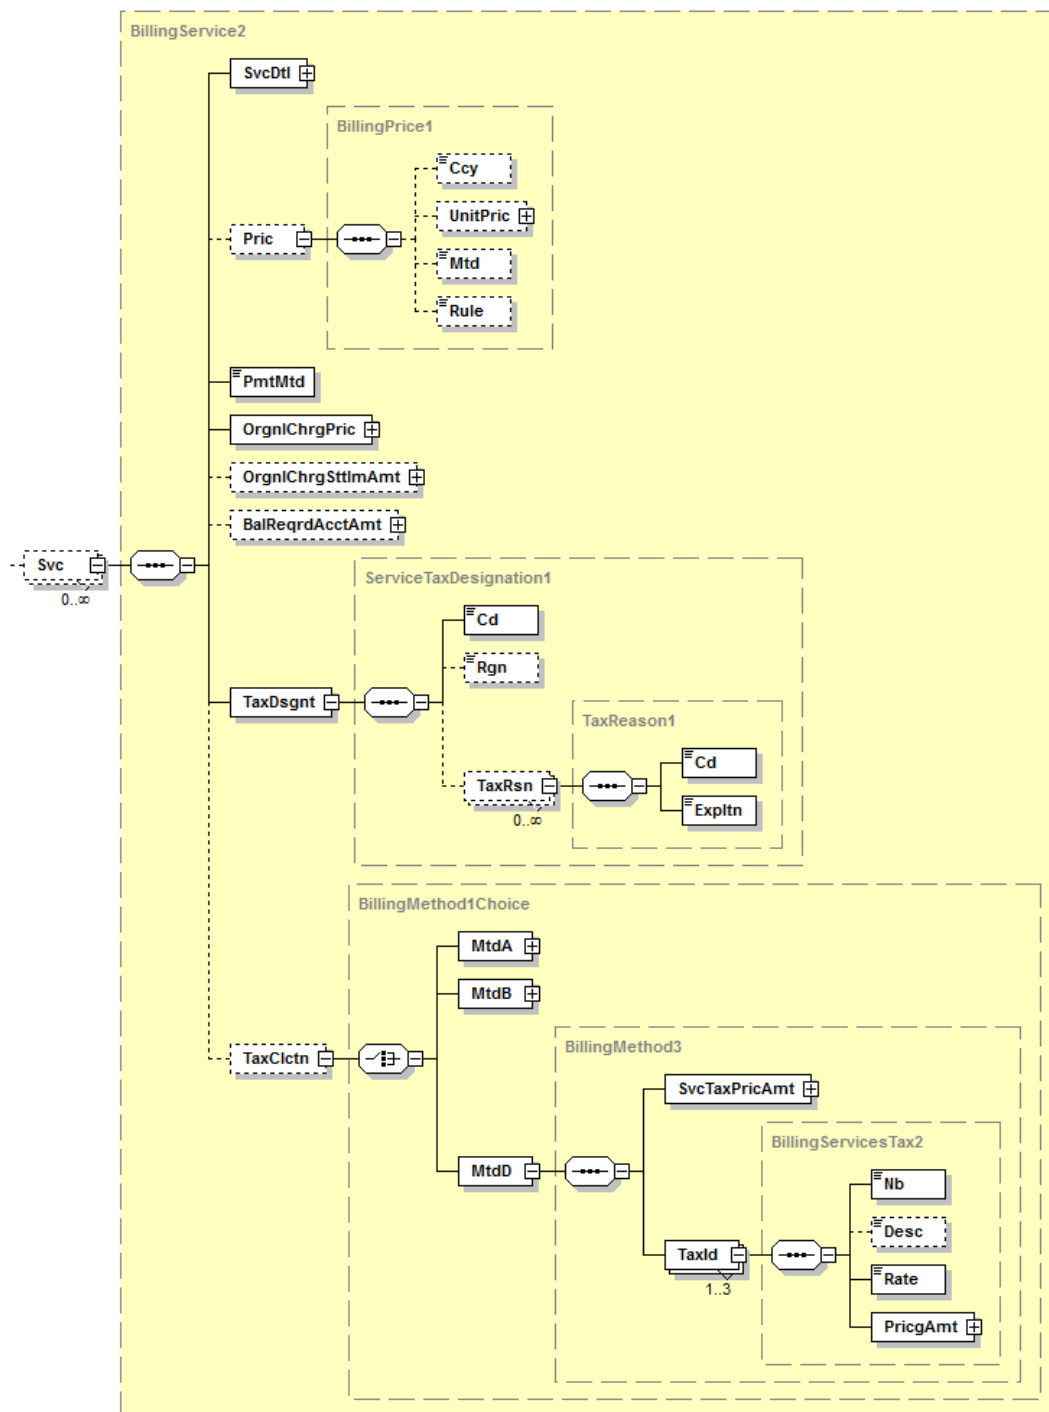 BillingService2
SvcDtl
BillingPrice1
Ccy
UnitPric
Pric
Mtd
Rule
PmtMtd
OrgnlChrgPric
OrgnlChrgSttlmAmt
BalReqrdAcctAmt
Svc
0..∞
ServiceTaxDesignation1
Cd
Rgn
TaxDsgnt
TaxReason1
Cd
TaxRsn
0..∞
Expltn
BillingMethod1Choice
MtdA
MtdB
BillingMethod3
TaxClctn
SvcTaxPricAmt
BillingServicesTax2
MtdD
Nb
Desc
TaxId
1..3
Rate
PricgAmt